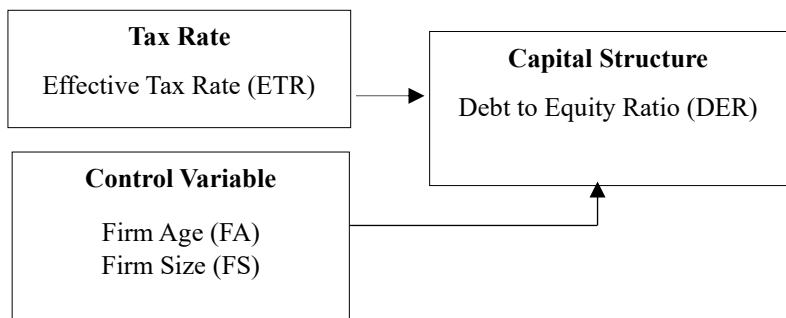 Tax Rate
Effective Tax Rate (ETR)
Capital Structure
Debt to Equity Ratio (DER)
Control Variable
Firm Age (FA)
Firm Size (FS)